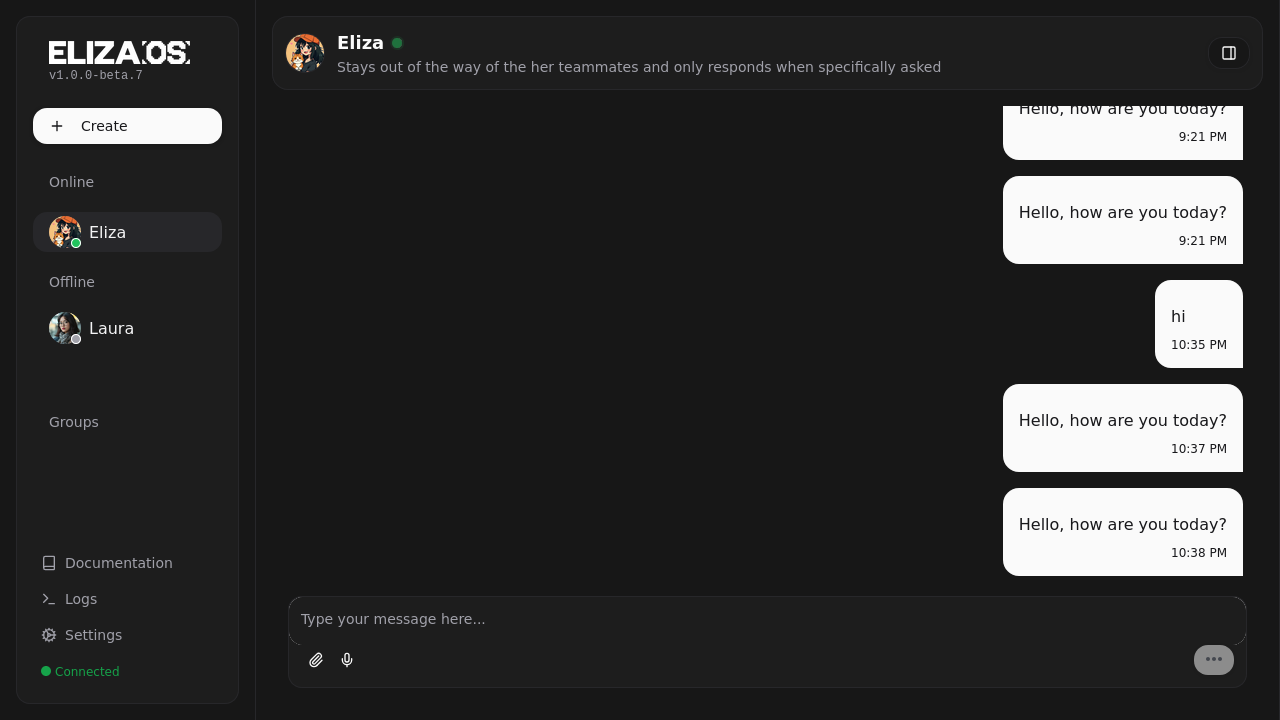 ELIZA OS
v1.0.0-beta.7
Create
Online
Eliza
Offline
Laura
Groups
Documentation
Logs
Settings
Connected
Eliza
Stays out of the way of the her teammates and only responds when specifically asked
Hello, how are you today?
9:21 PM
Hello, how are you today?
9:21 PM
hi
10:35 PM
Hello, how are you today?
10:37 PM
Hello, how are you today?
10:38 PM
Type your message here...